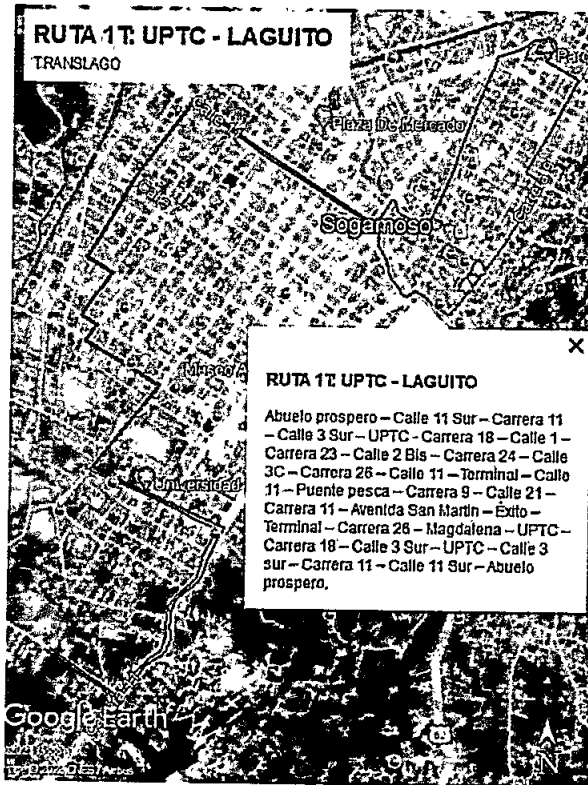 RUTA 1T: UPTC - LAGUITO
TRANSLAGO
Plaza De Mercado
Sogamoso
Museo A
RUTA 1T: UPTC - LAGUITO
Abuelo prospero – Calle 11 Sur – Carrera 11
– Calle 3 Sur – UPTC - Carrera 18 – Calle 1 –
Carrera 23 – Calle 2 Bis – Carrera 24 – Calle
3C – Carrera 26 – Calle 11 – Terminal – Calle
11 – Puente pesca – Carrera 9 – Calle 21 –
Carrera 11 – Avenida San Martin – Éxito –
Terminal – Carrera 26 – Magdalena – UPTC –
Carrera 18 – Calle 3 Sur – UPTC – Calle 3
sur – Carrera 11 – Calle 11 Sur – Abuelo
prospero.
Universidad
Google Earth
62
N